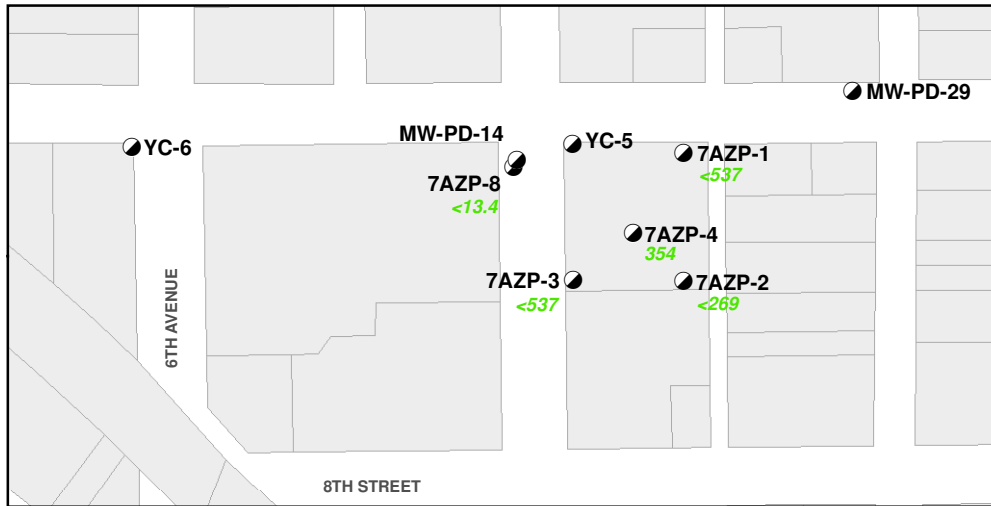 MW-PD-29
MW-PD-14
YC-5
YC-6
7AZP-1
<537
7AZP-8
<13.4
7AZP-4
354
7AZP-3
<537
7AZP-2
<269
6TH AVENUE
8TH STREET